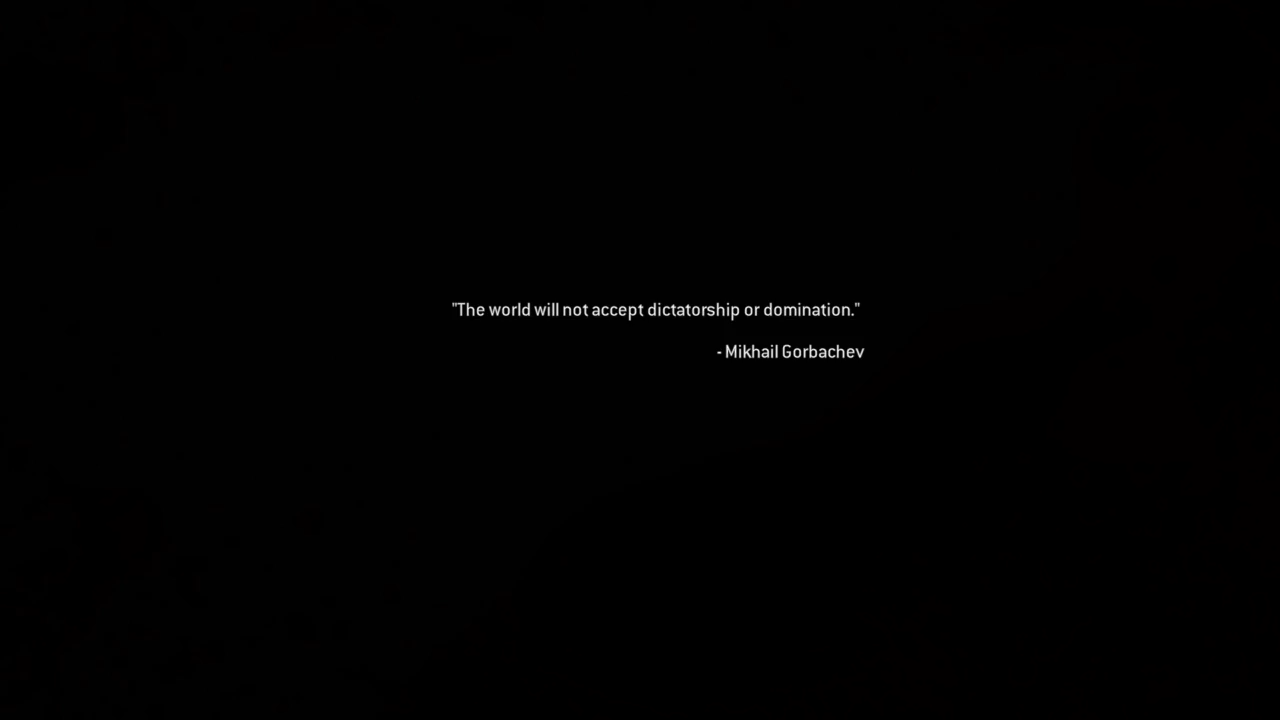 "The world will not accept dictatorship or domination."
- Mikhail Gorbachev